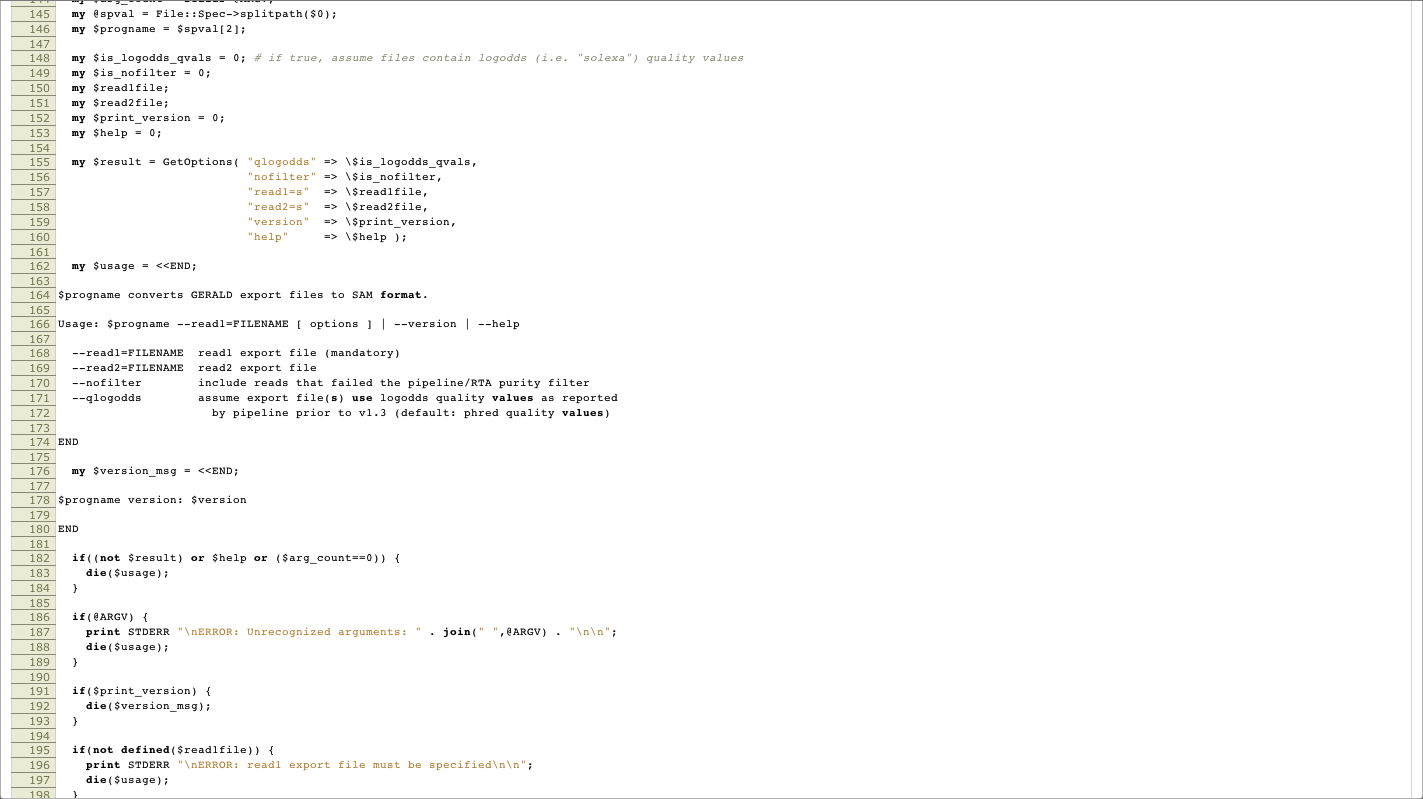 145 my @spval = File::Spec->splitpath($0);
146 my $progname = $spval[2];
147
148 my $is_logodds_qvals = 0; # if true, assume files contain logodds (i.e. "solexa") quality values
149 my $is_nofilter = 0;
150 my $read1file;
151 my $read2file;
152 my $print_version = 0;
153 my $help = 0;
154
155 my $result = GetOptions( "qlogodds" => \$is_logodds_qvals,
156 "nofilter" => \$is_nofilter,
157 "read1=s" => \$read1file,
158 "read2=s" => \$read2file,
159 "version" => \$print_version,
160 "help" => \$help );
161
162 my $usage = <<END;
163
164 $progname converts GERALD export files to SAM format.
165
166 Usage: $progname --read1=FILENAME [ options ] | --version | --help
167
168 --read1=FILENAME read1 export file (mandatory)
169 --read2=FILENAME read2 export file
170 --nofilter include reads that failed the pipeline/RTA purity filter
171 --qlogodds assume export file(s) use logodds quality values as reported
172 by pipeline prior to v1.3 (default: phred quality values)
173
174 END
175
176 my $version_msg = <<END;
177
178 $progname version: $version
179
180 END
181
182 if((not $result) or $help or ($arg_count==0)) {
183 die($usage);
184 }
185
186 if(@ARGV) {
187 print STDERR "\nERROR: Unrecognized arguments: " . join(" ",@ARGV) . "\n\n";
188 die($usage);
189 }
190
191 if($print_version) {
192 die($version_msg);
193 }
194
195 if(not defined($read1file)) {
196 print STDERR "\nERROR: read1 export file must be specified\n\n";
197 die($usage);
198 }